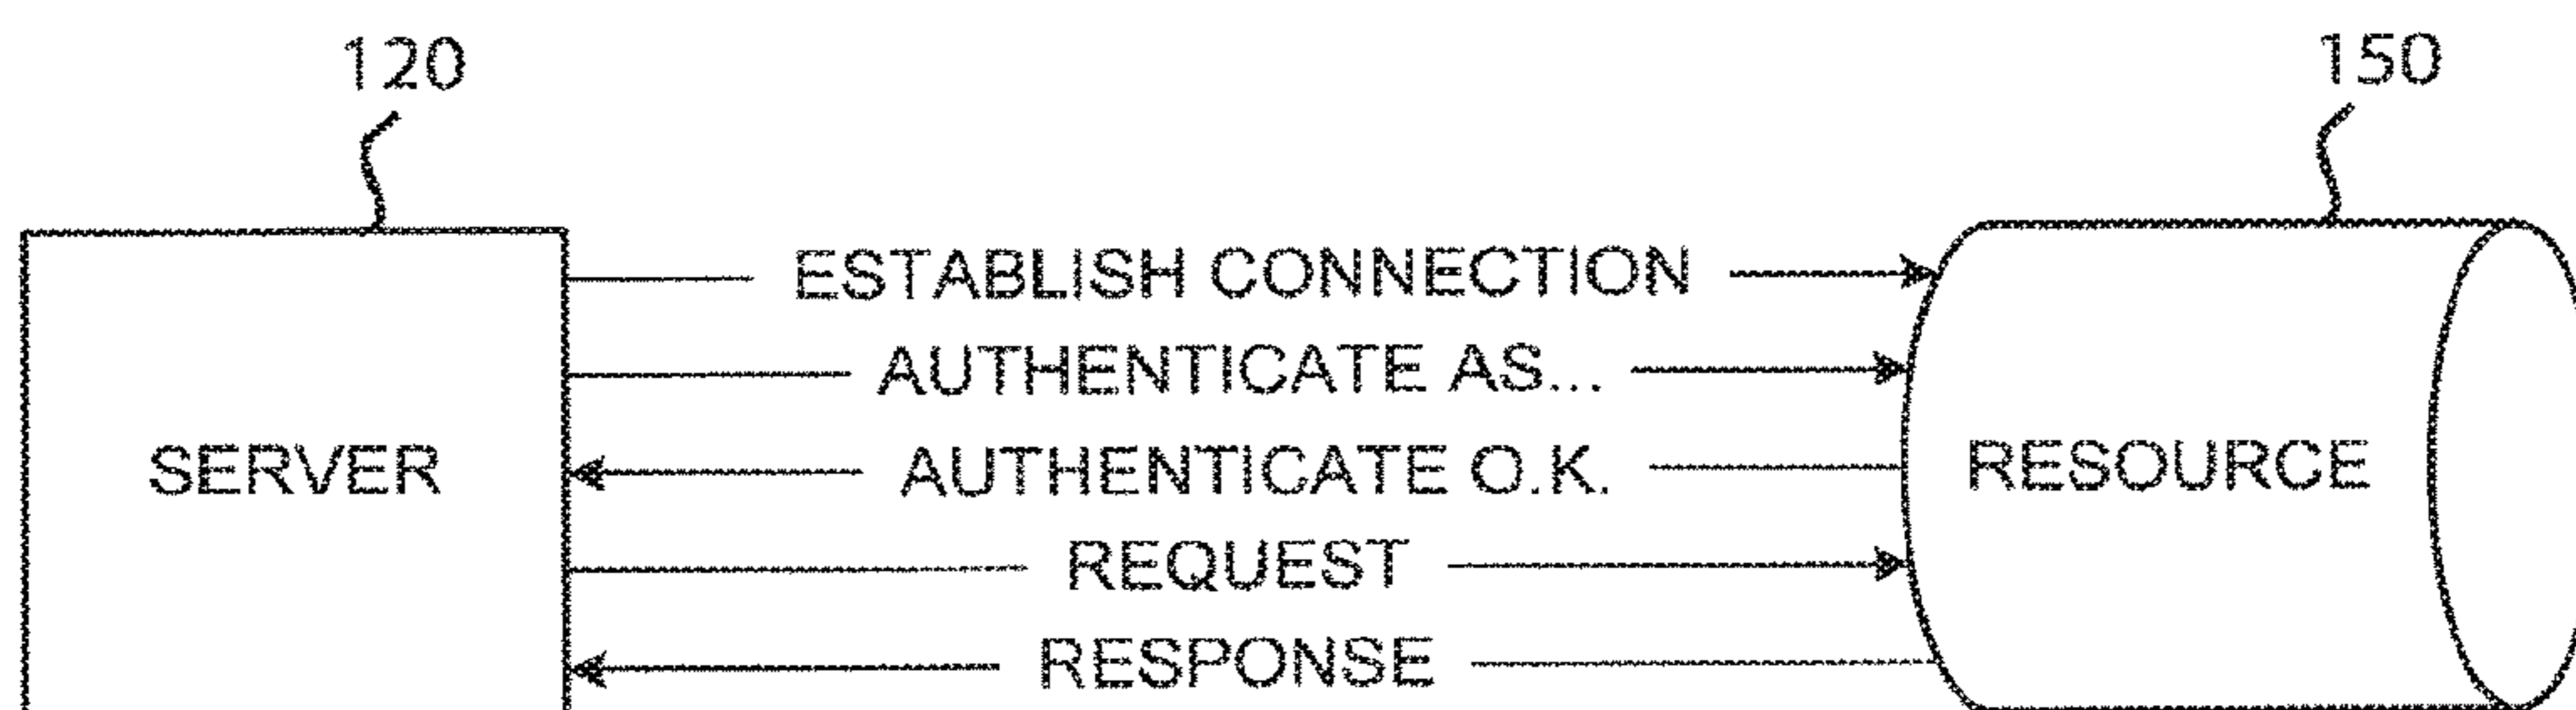 120
150
ESTABLISH CONNECTION
AUTHENTICATE AS...
SERVER
AUTHENTICATE O.K.
RESOURCE
REQUEST
RESPONSE